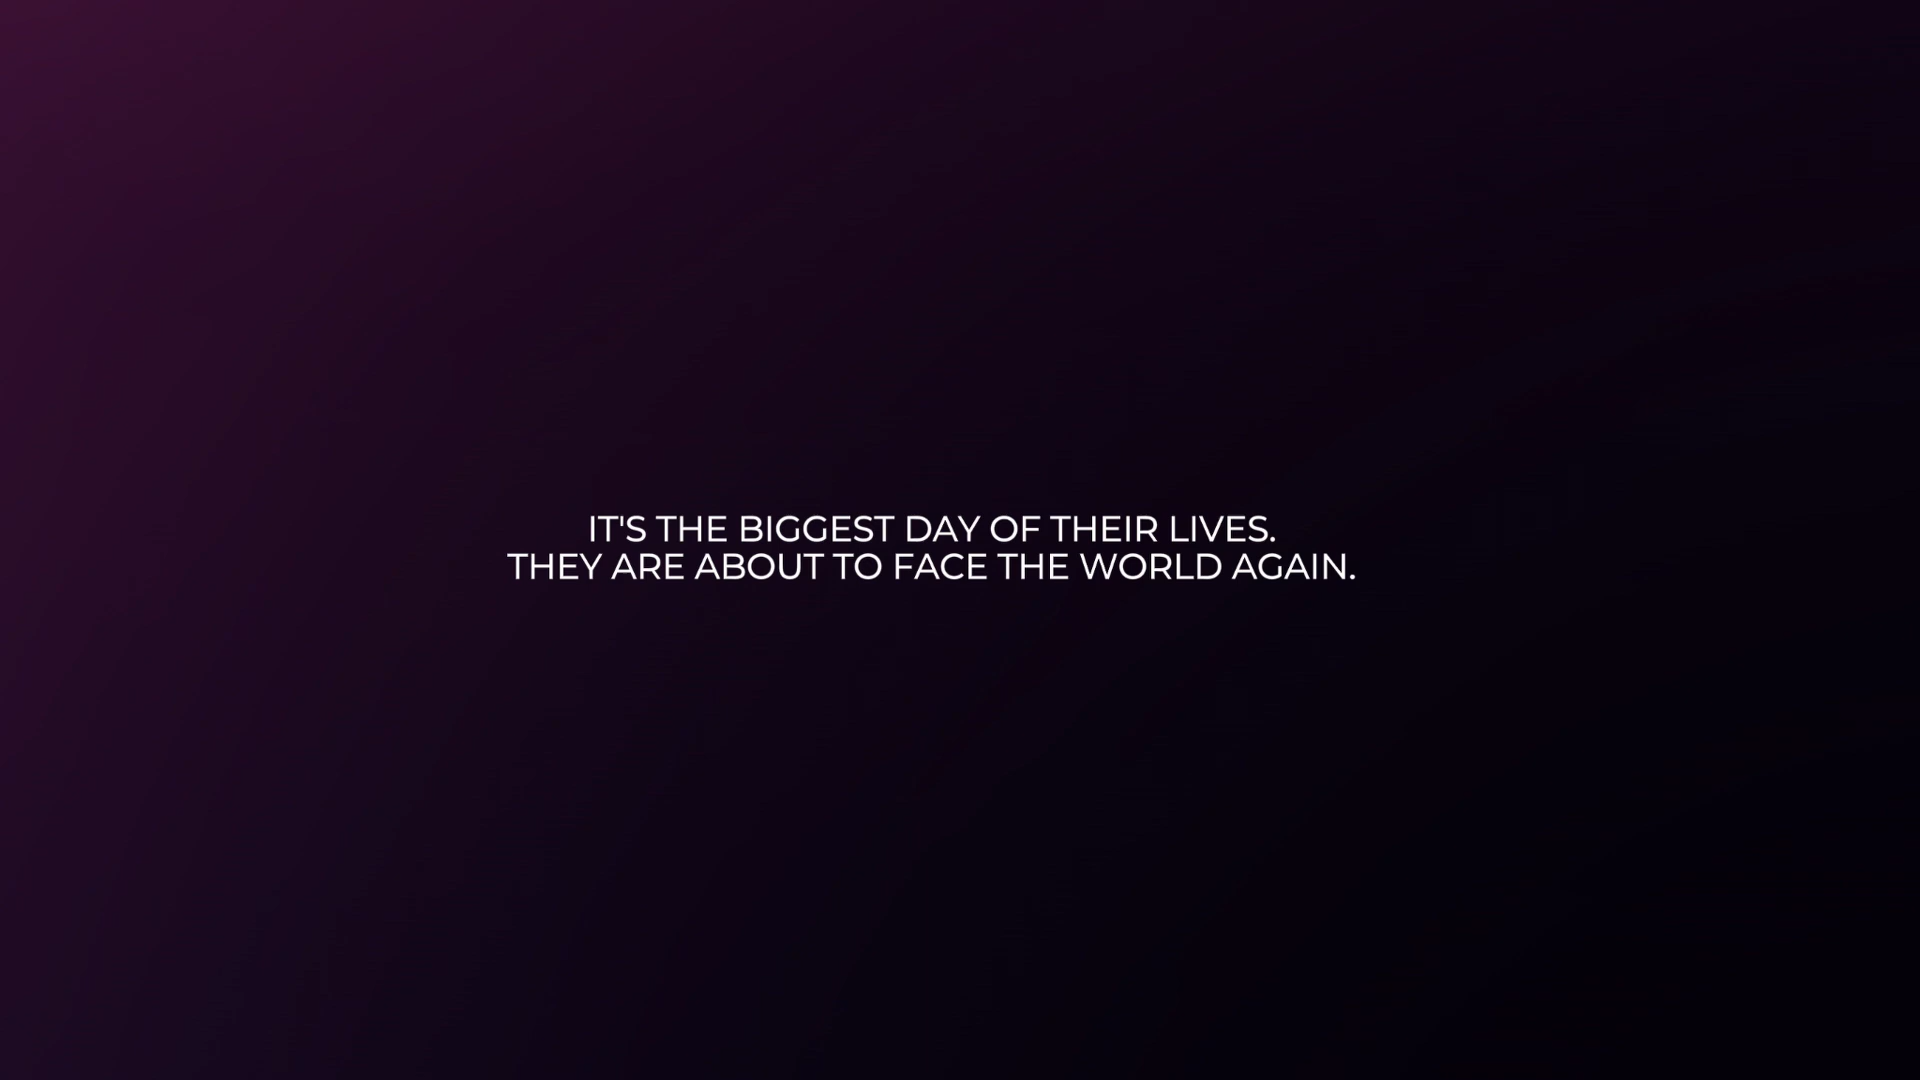 IT'S THE BIGGEST DAY OF THEIR LIVES.
THEY ARE ABOUT TO FACE THE WORLD AGAIN.